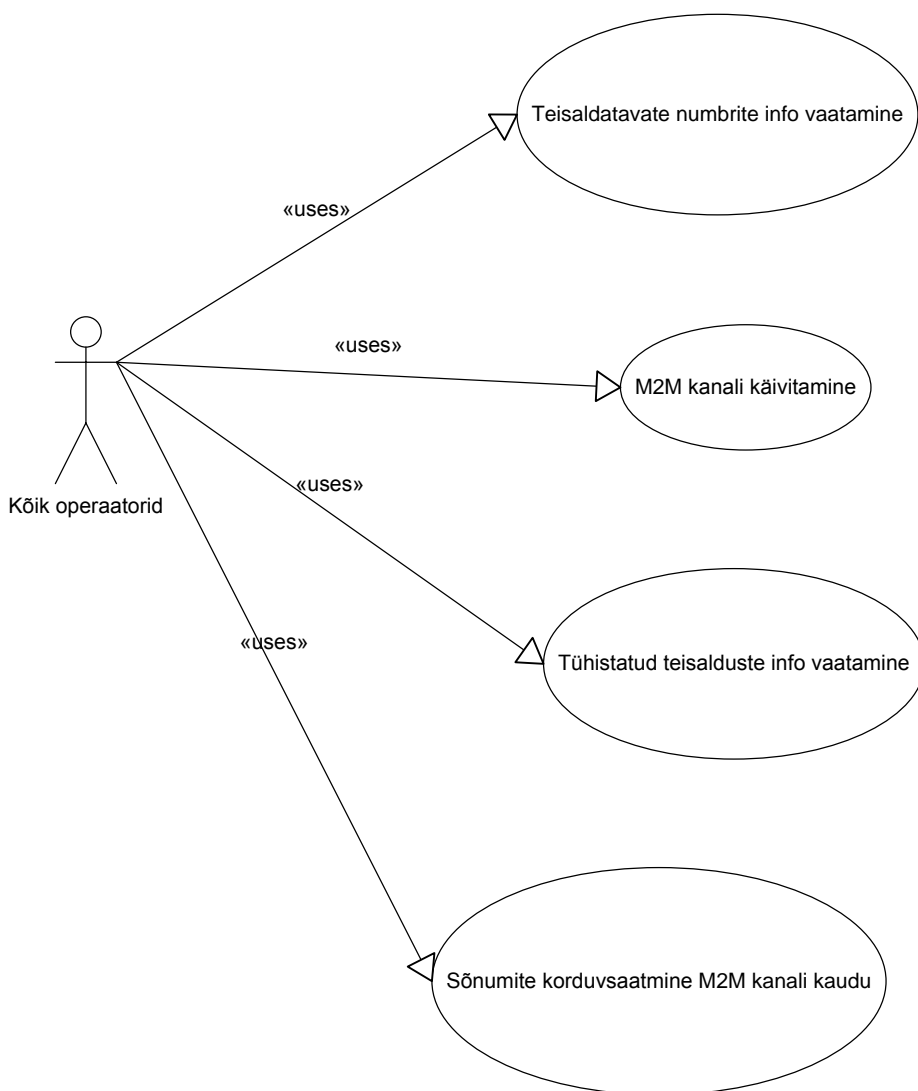 Teisaldatavate numbrite info vaatamine
«uses»
«uses»
M2M kanali käivitamine
«uses»
Kõik operaatorid
«uses»
Tühistatud teisalduste info vaatamine
Sõnumite korduvsaatmine M2M kanali kaudu